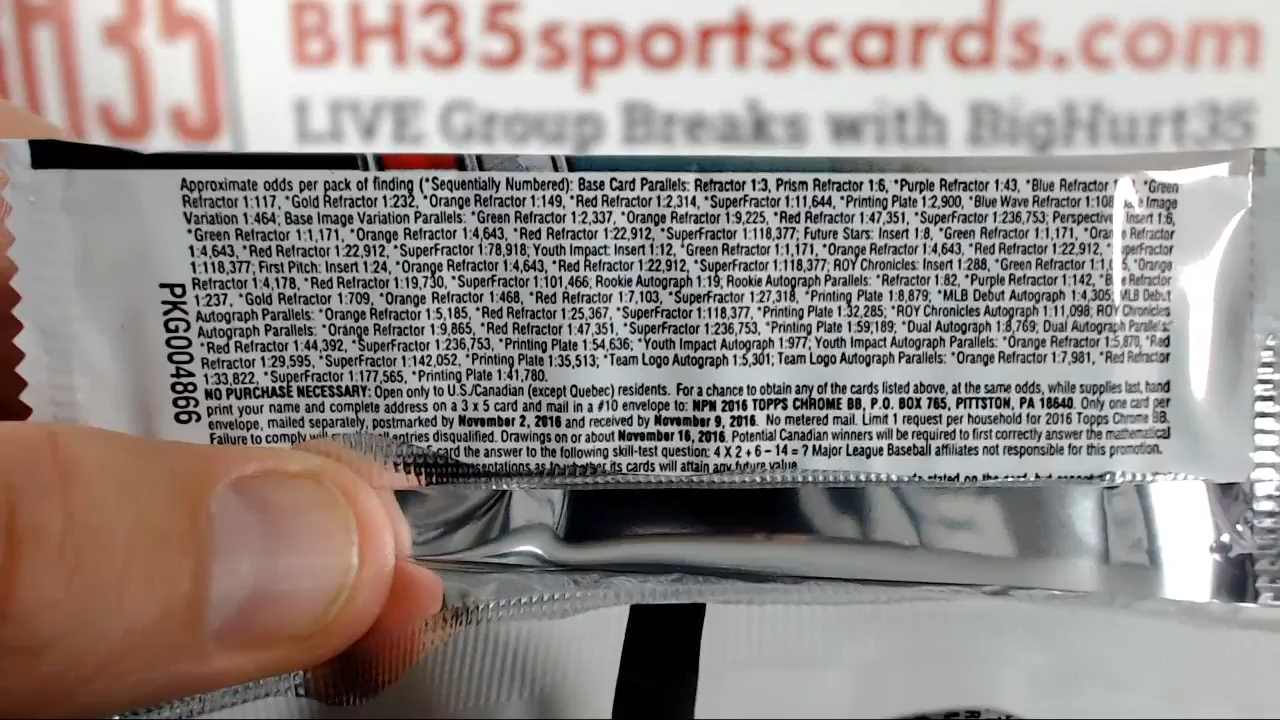 BH35
BH35sportscards.com
LIVE Group Breaks with BigHurt35
Approximate odds per pack of finding (*Sequentially Numbered): Base Card Parallels: Refractor 1:3, Prism Refractor 1:6, *Purple Refractor 1:43, *Blue Refractor *Green
Refractor 1:117, *Gold Refractor 1:232, *Orange Refractor 1:149, *Red Refractor 1:2,314, *SuperFractor 1:11,644, *Printing Plate 1:2,900, *Blue Wave Refractor 1:108 Image
Variation 1:464; Base Image Variation Parallels: *Green Refractor 1:2,337, *Orange Refractor 1:9,225, *Red Refractor 1:47,351, *SuperFractor 1:236,753; Perspective Insert 1:6,
*Green Refractor 1:1,171, *Orange Refractor 1:4,643, *Red Refractor 1:22,912, *SuperFractor 1:118,377; Future Stars: Insert 1:8, *Green Refractor 1:1,171, Refractor
1:4,643, *Red Refractor 1:22,912, *SuperFractor 1:78,918; Youth Impact: Insert 1:12, *Green Refractor 1:1,171, *Orange Refractor 1:4,643, *Red Refractor 1:22,912,
1:118,377; First Pitch: Insert 1:24, *Orange Refractor 1:4,643, *Red Refractor 1:22,912, *SuperFractor 1:118,377; ROY Chronicles: Insert 1:288, *Green Refractor *Orange
Refractor 1:4,178, *Red Refractor 1:19,730, *SuperFractor 1:101,466; Rookie Autograph 1:19; Rookie Autograph Parallels: *Refractor 1:82, *Purple Refractor 1:142, Refractor
1:237, *Gold Refractor 1:709, *Orange Refractor 1:468, *Red Refractor 1:7,103, *SuperFractor 1:27,318, *Printing Plate 1:8,879; *MLB Debut Autograph 1:4,305; MLB Debut
Autograph Parallels: *Orange Refractor 1:5,185, *Red Refractor 1:25,367, *SuperFractor 1:118,377, *Printing Plate 1:32,285; *ROY Chronicles Autograph 1:11,098; ROY Chronicles
Autograph Parallels: *Orange Refractor 1:9,865, *Red Refractor 1:47,351, *SuperFractor 1:236,753, *Printing Plate 1:59,189; *Dual Autograph 1:8,769; Dual Autograph Parallels:
*Red Refractor 1:44,392, *SuperFractor 1:236,753, *Printing Plate 1:54,636; *Youth Impact Autograph 1:977; Youth Impact Autograph Parallels: *Orange Refractor 1:5,870, *Red
Refractor 1:29,595, *SuperFractor 1:142,052, *Printing Plate 1:35,513; *Team Logo Autograph 1:5,301; Team Logo Autograph Parallels: *Orange Refractor 1:7,981, *Red Refractor
1:33,822, *SuperFractor 1:177,565, *Printing Plate 1:41,780.
NO PURCHASE NECESSARY: Open only to U.S./Canadian (except Quebec) residents. For a chance to obtain any of the cards listed above, at the same odds, while supplies last, hand
print your name and complete address on a 3 x 5 card and mail in a #10 envelope to: NPN 2016 TOPPS CHROME BB, P.O. BOX 765, PITTSTON, PA 18640. Only one card per
envelope, mailed separately, postmarked by November 2, 2016 and received by November 9, 2016. No metered mail. Limit 1 request per household for 2016 Topps Chrome BB.
Failure to comply will entries disqualified. Drawings on or about November 16, 2016. Potential Canadian winners will be required to first correctly answer the mathematical
card the answer to the following skill-test question: 4 X 2 + 6 – 14 = ? Major League Baseball affiliates not responsible for this promotion.
as to whether its cards will attain any future value
stated on the card, but
PKG004866